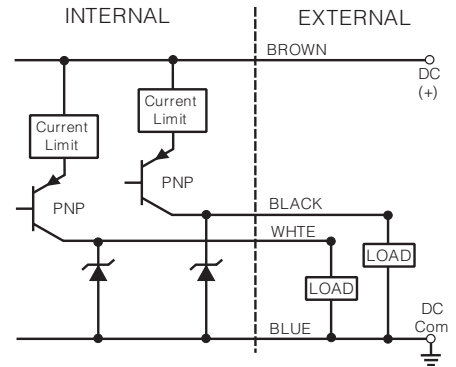 INTERNAL
EXTERNAL
BROWN
DC
(+)
Current
Limit
Current
Limit
PNP
PNP
BLACK
WHTE
LOAD
LOAD
DC
Com
BLUE